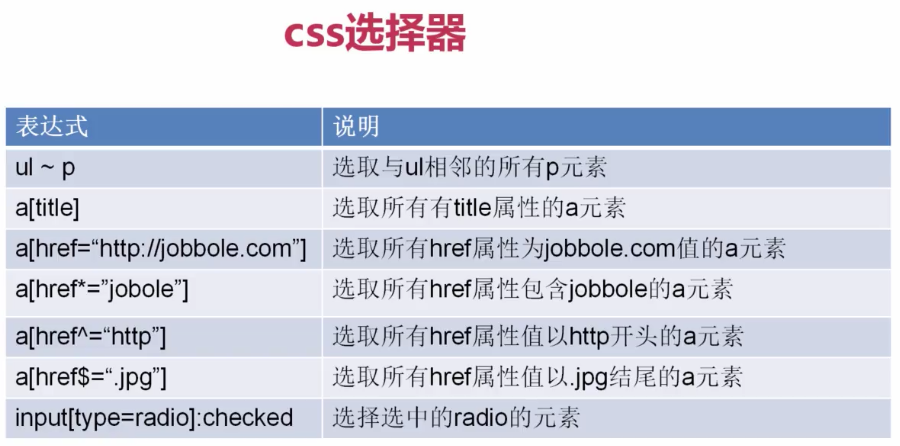 css选择器
表达式 说明
ul ~ p 选取与ul相邻的所有p元素
a[title] 选取所有有title属性的a元素
a[href=“http://jobbole.com”] 选取所有href属性为jobbole.com值的a元素
a[href*=”jobole”] 选取所有href属性包含jobbole的a元素
a[href^=“http”] 选取所有href属性值以http开头的a元素
a[href$=“.jpg”] 选取所有href属性值以.jpg结尾的a元素
input[type=radio]:checked 选择选中的radio的元素